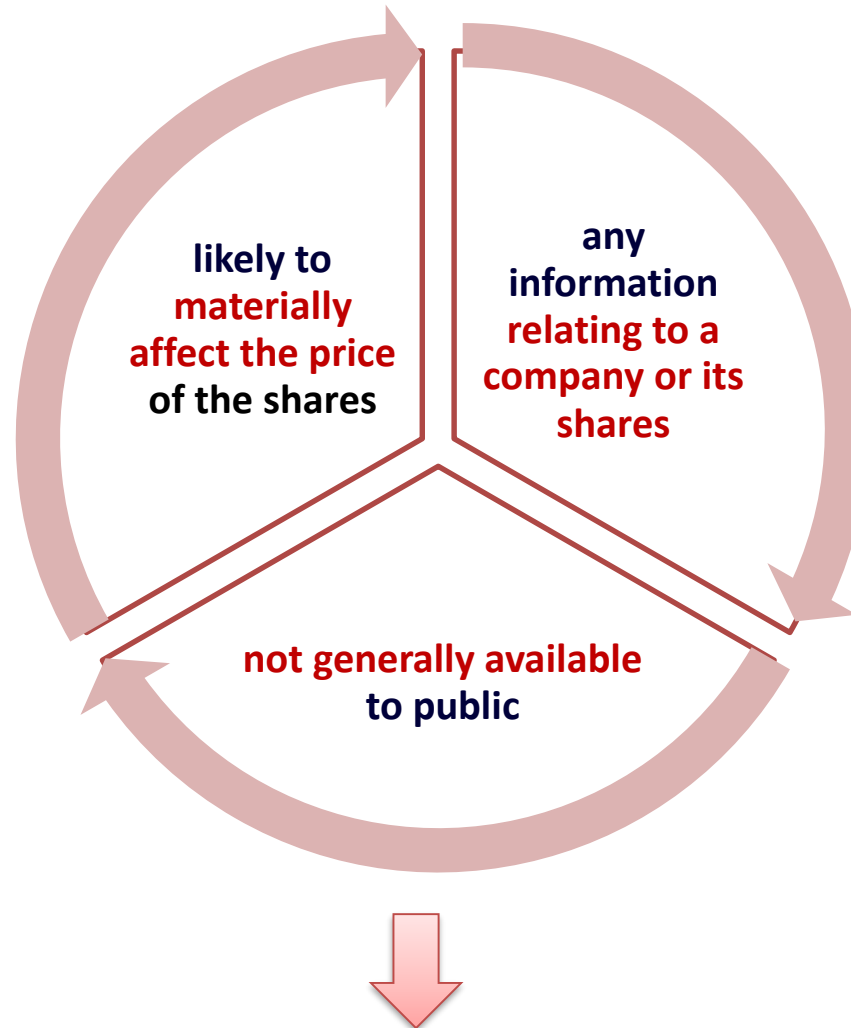 likely to
materially
affect the price
of the shares
any
information
relating to a
company or its
shares
not generally available
to public